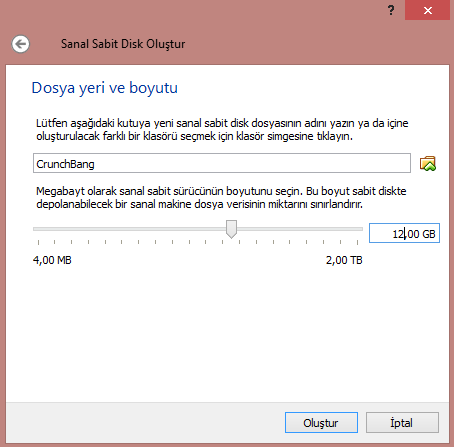 ?
Sanal Sabit Disk Oluştur
Dosya yeri ve boyutu
Lütfen aşağıdaki kutuya yeni sanal sabit disk dosyasının adını yazın ya da içine
oluşturulacak farklı bir klasörü seçmek için klasör simgesine tıklayın.
CrunchBang
Megabayt olarak sanal sabit sürücünün boyutunu seçin. Bu boyut sabit diskte
depolanabilecek bir sanal makine dosya verisinin miktarını sınırlandırır.
12,00 GB
4,00 MB 2,00 TB
Oluştur İptal